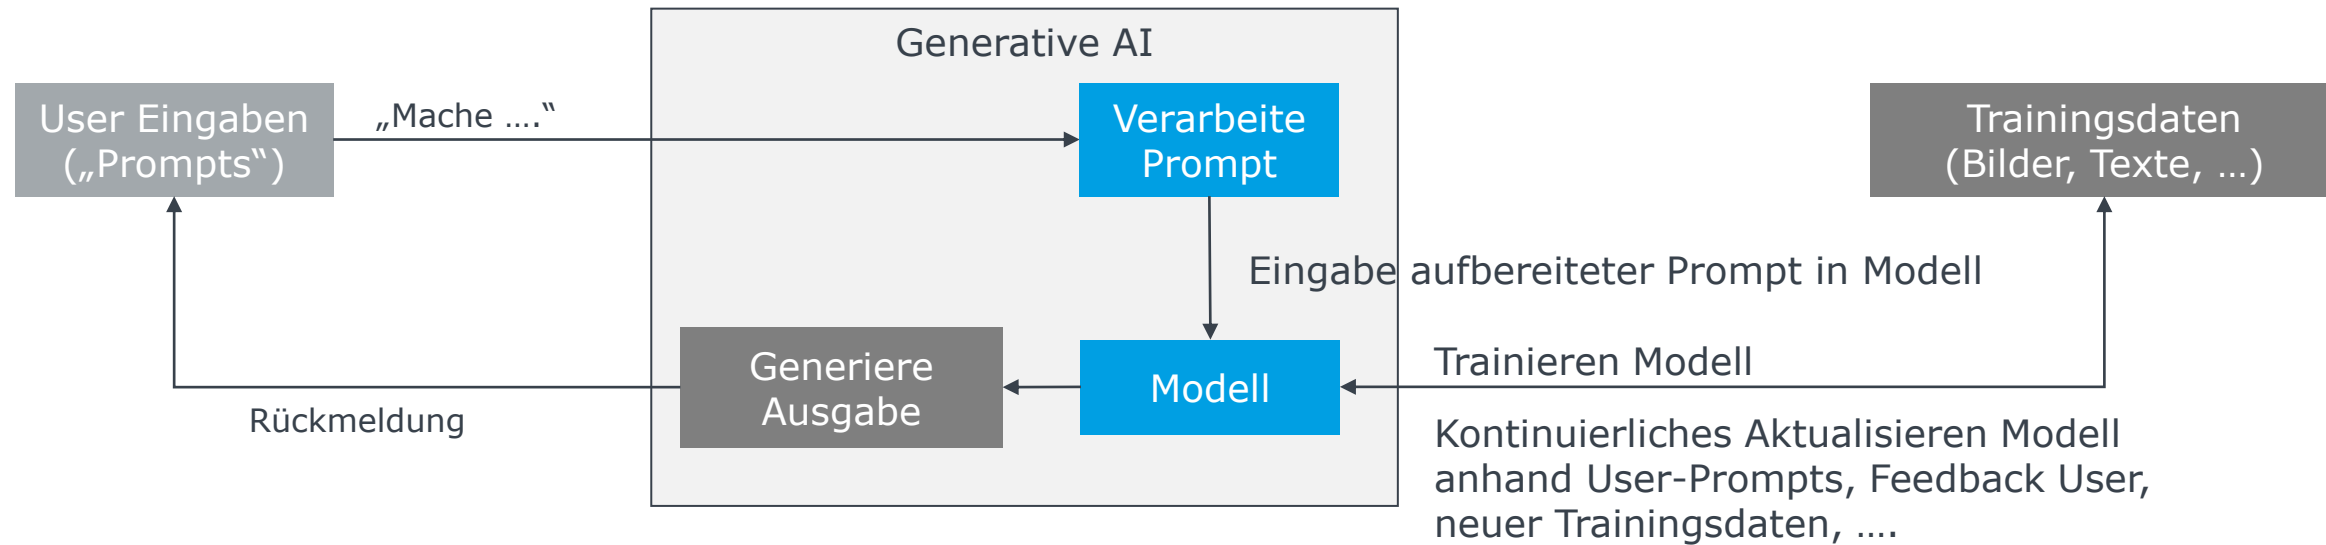 Generative AI
User Eingaben
(„Prompts“)
„Mache ….“
Verarbeite
Prompt
Trainingsdaten
(Bilder, Texte, …)
Eingabe aufbereiteter Prompt in Modell
Generiere
Ausgabe
Modell
Trainieren Modell
Rückmeldung
Kontinuierliches Aktualisieren Modell
anhand User-Prompts, Feedback User,
neuer Trainingsdaten, ….